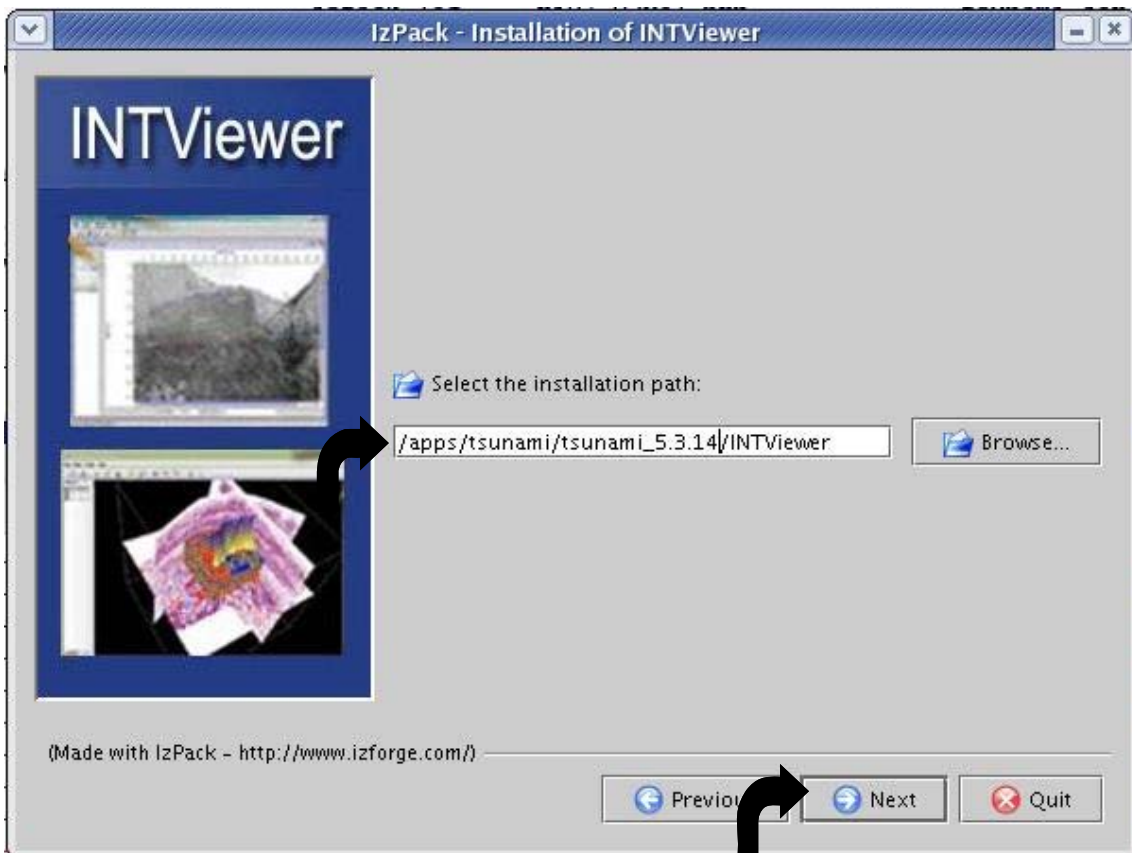 IzPack - Installation of INTViewer
INTViewer
Select the installation path:
/apps/tsunami/tsunami_5.3.14/INTViewer
Browse...
(Made with IzPack - http://www.izforge.com/)
Next
Quit